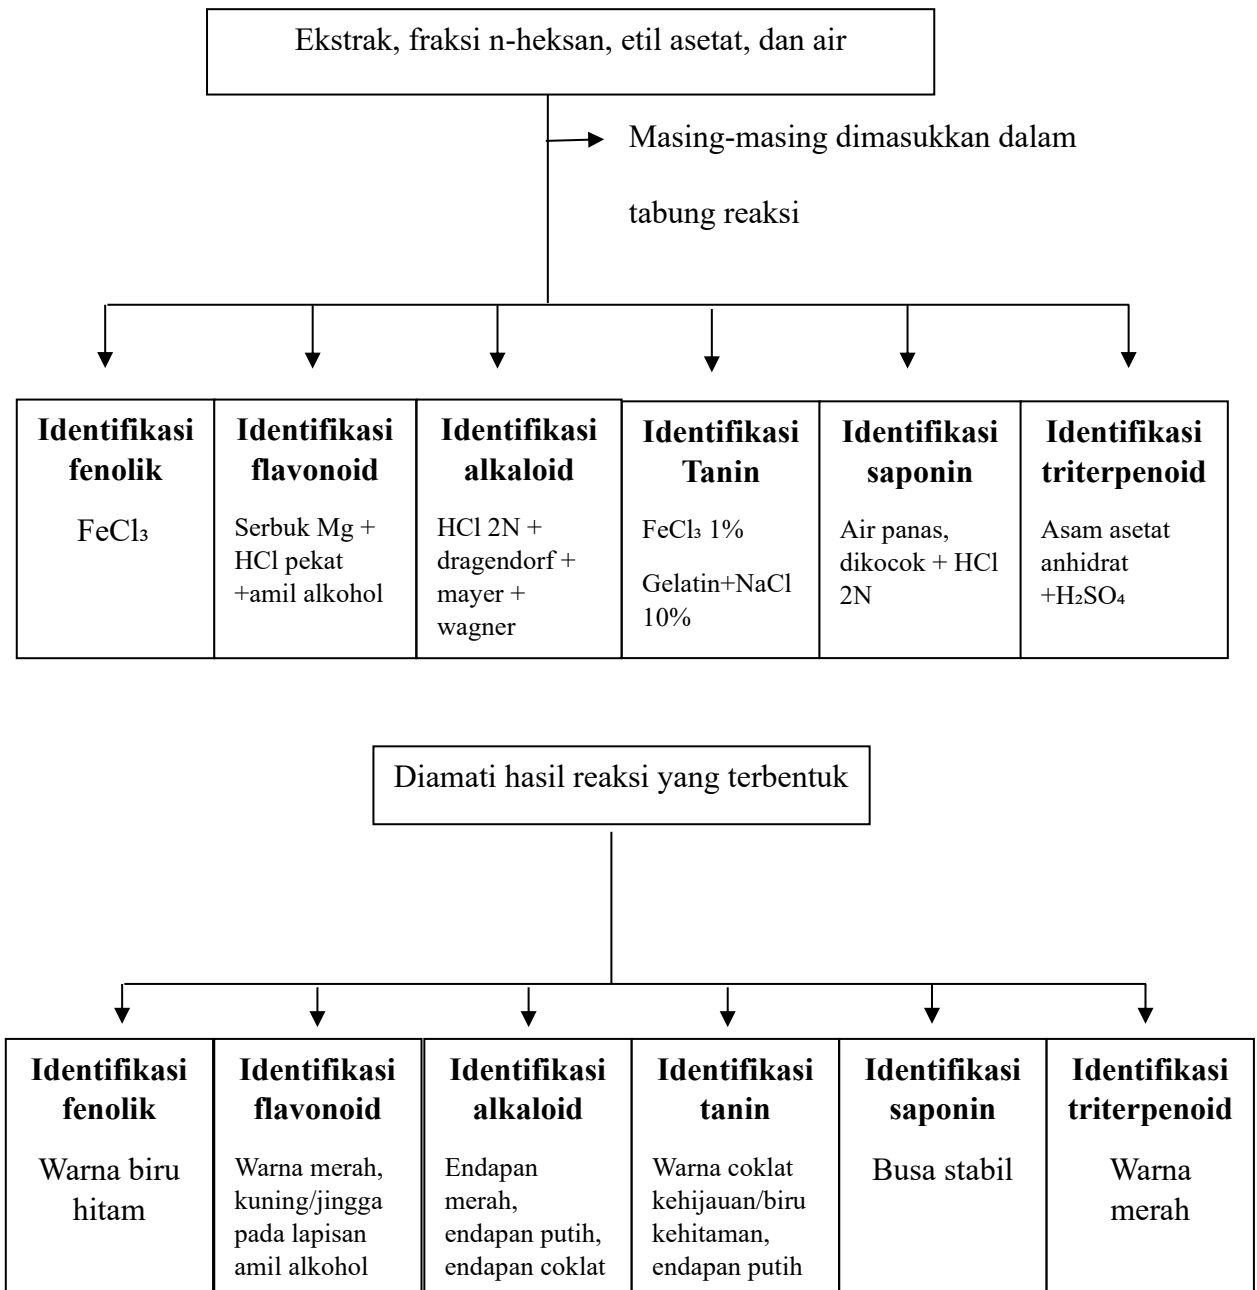 Ekstrak, fraksi n-heksan, etil asetat, dan air
Masing-masing dimasukkan dalam
tabung reaksi
Identifikasi
fenolik
FeCl₃
Identifikasi
flavonoid
Serbuk Mg +
HCl pekat
+amil alkohol
Identifikasi
alkaloid
HCl 2N +
dragendorf +
mayer +
wagner
Identifikasi
Tanin
FeCl₃ 1%
Gelatin+NaCl
10%
Identifikasi
saponin
Air panas,
dikocok + HCl
2N
Identifikasi
triterpenoid
Asam asetat
anhidrat
+H₂SO₄
Diamati hasil reaksi yang terbentuk
Identifikasi
fenolik
Warna biru
hitam
Identifikasi
flavonoid
Warna merah,
kuning/jingga
pada lapisan
amil alkohol
Identifikasi
alkaloid
Endapan
merah,
endapan putih,
endapan coklat
Identifikasi
tanin
Warna coklat
kehijauan/biru
kehitaman,
endapan putih
Identifikasi
saponin
Busa stabil
Identifikasi
triterpenoid
Warna
merah